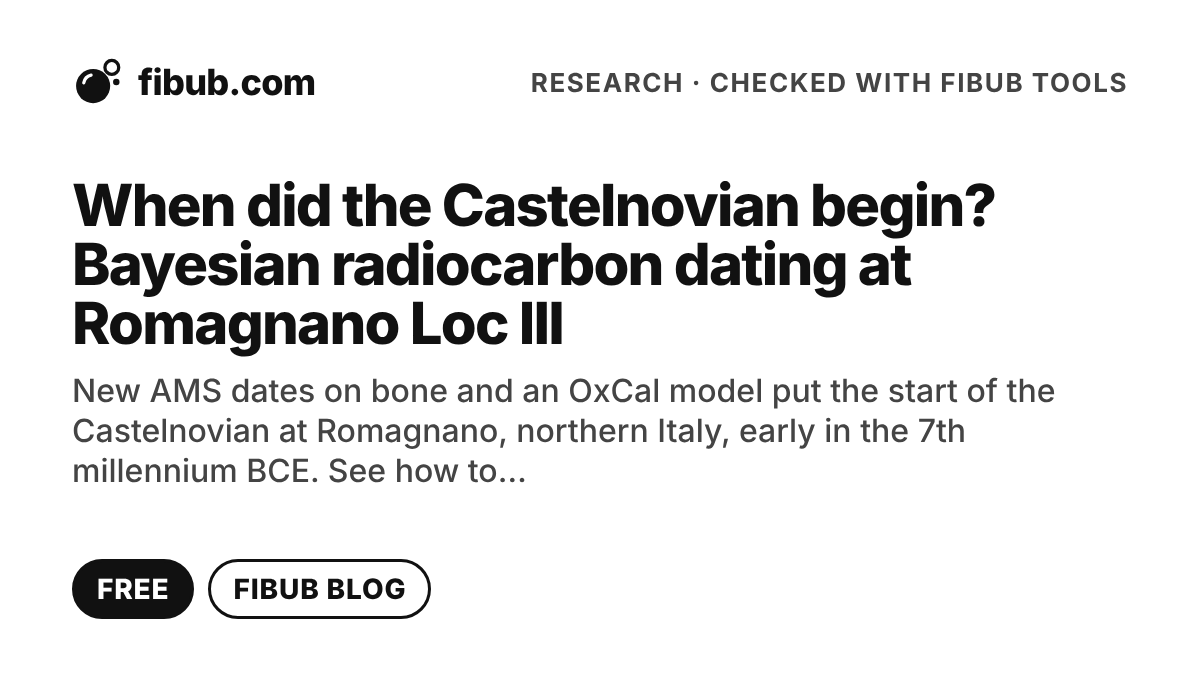 fibub.com
RESEARCH · CHECKED WITH FIBUB TOOLS
When did the Castelnovian begin?
Bayesian radiocarbon dating at
Romagnano Loc III
New AMS dates on bone and an OxCal model put the start of the
Castelnovian at Romagnano, northern Italy, early in the 7th
millennium BCE. See how to...
FREE
FIBUB BLOG